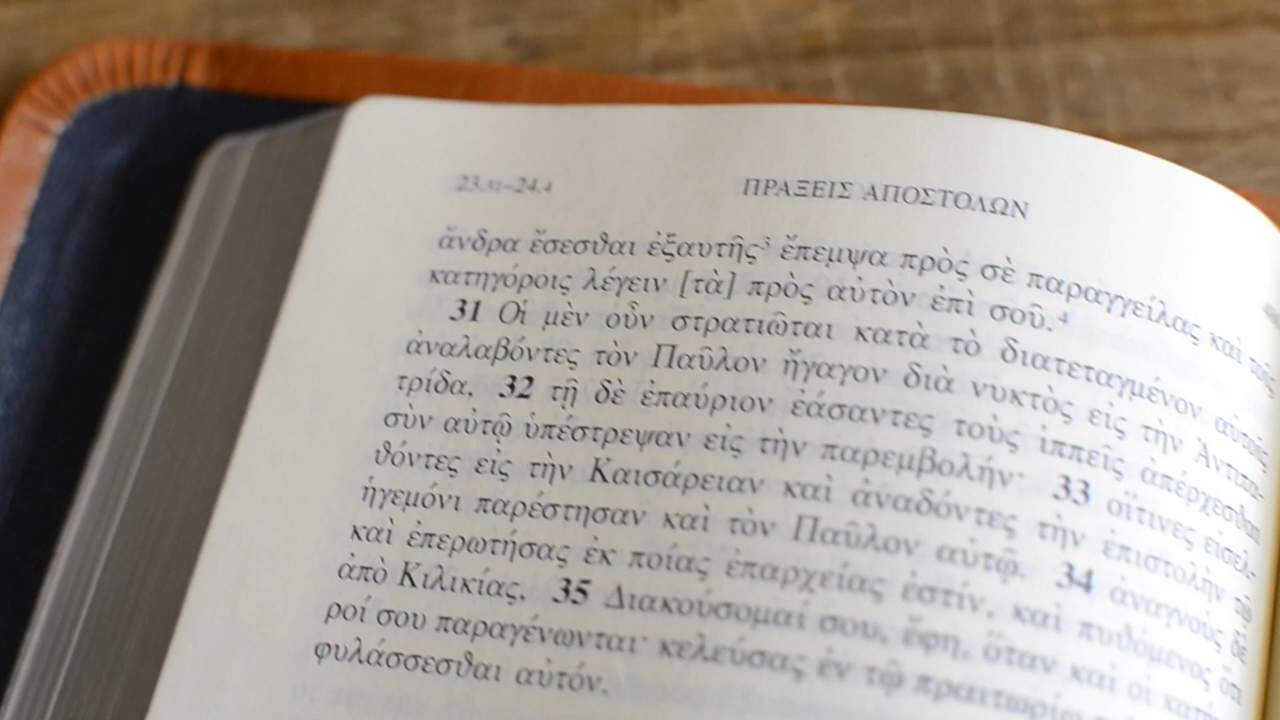 23.31–24.4 ΠΡΑΞΕΙΣ ΑΠΟΣΤΟΛΩΝ
ἄνδρα ἔσεσθαι ἐξαυτῆς³ ἔπεμψα πρὸς σὲ παραγγείλας καὶ τοῖς
κατηγόροις λέγειν [τὰ] πρὸς αὐτὸν ἐπὶ σοῦ.⁴
31 Οἱ μὲν οὖν στρατιῶται κατὰ τὸ διατεταγμένον αὐτοῖς
ἀναλαβόντες τὸν Παῦλον ἤγαγον διὰ νυκτὸς εἰς τὴν Ἀντιπα-
τρίδα, 32 τῇ δὲ ἐπαύριον ἐάσαντες τοὺς ἱππεῖς ἀπέρχεσθαι
σὺν αὐτῷ ὑπέστρεψαν εἰς τὴν παρεμβολήν· 33 οἵτινες εἰσελ-
θόντες εἰς τὴν Καισάρειαν καὶ ἀναδόντες τὴν ἐπιστολὴν τῷ
ἡγεμόνι παρέστησαν καὶ τὸν Παῦλον αὐτῷ. 34 ἀναγνοὺς δὲ
καὶ ἐπερωτήσας ἐκ ποίας ἐπαρχείας ἐστίν, καὶ πυθόμενος ὅτι
ἀπὸ Κιλικίας, 35 Διακούσομαί σου, ἔφη, ὅταν καὶ οἱ κατή-
ροί σου παραγένωνται· κελεύσας ἐν τῷ πραιτωρίῳ
φυλάσσεσθαι αὐτόν.